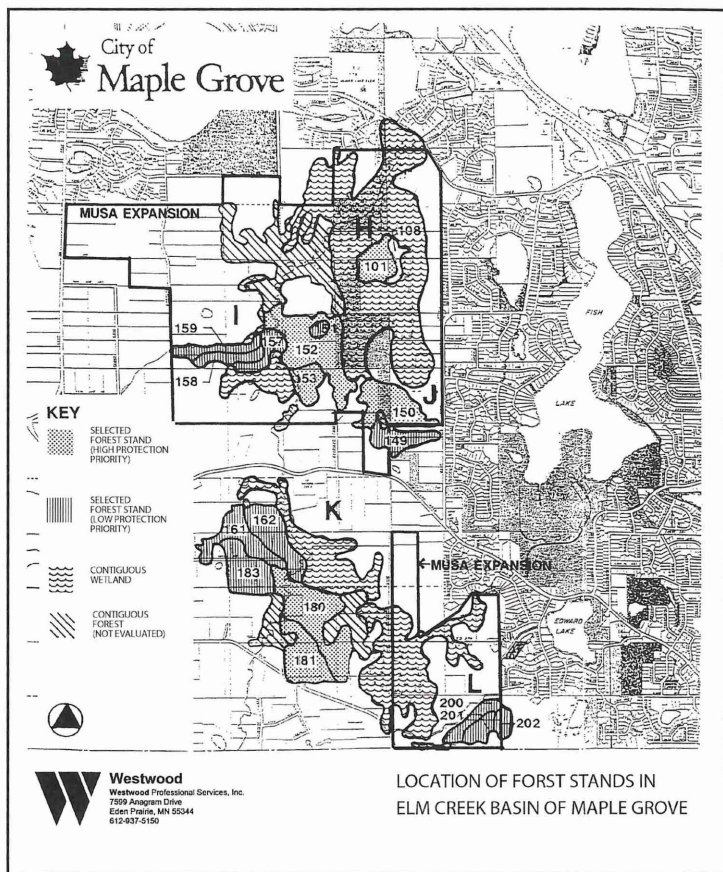 City of
Maple Grove
MUSA EXPANSION
H
108
101
I
159
151
157
152
158
153
J
150
149
FISH
LAKE
KEY
SELECTED
FOREST STAND
(HIGH PROTECTION
PRIORITY)
SELECTED
FOREST STAND
(LOW PROTECTION
PRIORITY)
CONTIGUOUS
WETLAND
CONTIGUOUS
FOREST
(NOT EVALUATED)
K
162
161
183
180
181
MUSA EXPANSION
EDWARD
LAKE
L
200
201
202
Westwood
Westwood Professional Services, Inc.
7599 Anagram Drive
Eden Prairie, MN 55344
612-937-5150
LOCATION OF FORST STANDS IN
ELM CREEK BASIN OF MAPLE GROVE